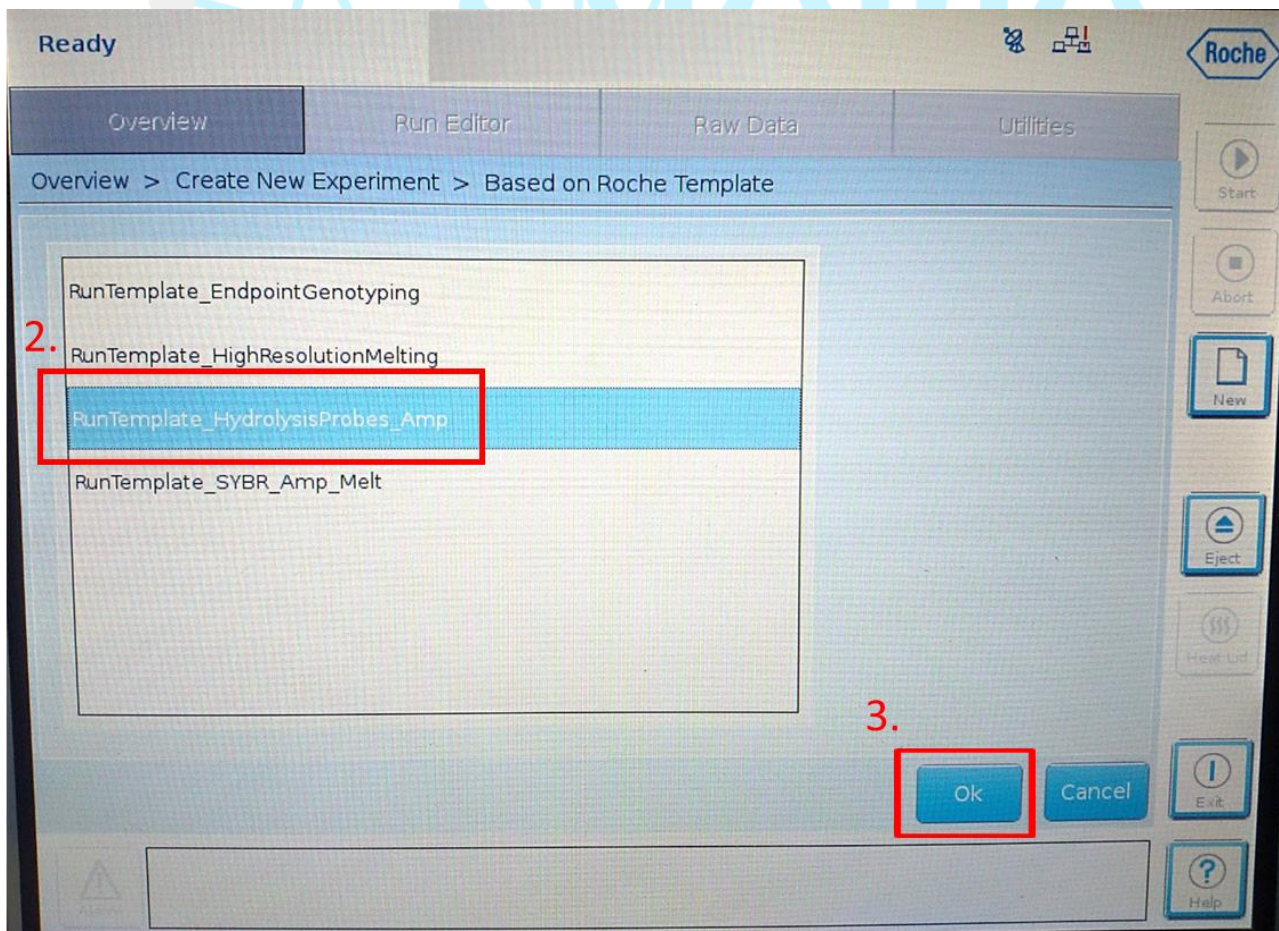 Ready
Roche
Overview
Run Editor
Raw Data
Utilities
Overview > Create New Experiment > Based on Roche Template
Start
RunTemplate_EndpointGenotyping
Abort
2.
RunTemplate_HighResolutionMelting
New
RunTemplate_HydrolysisProbes_Amp
RunTemplate_SYBR_Amp_Melt
Eject
Heat Lid
3.
Ok
Cancel
Exit
?
Help